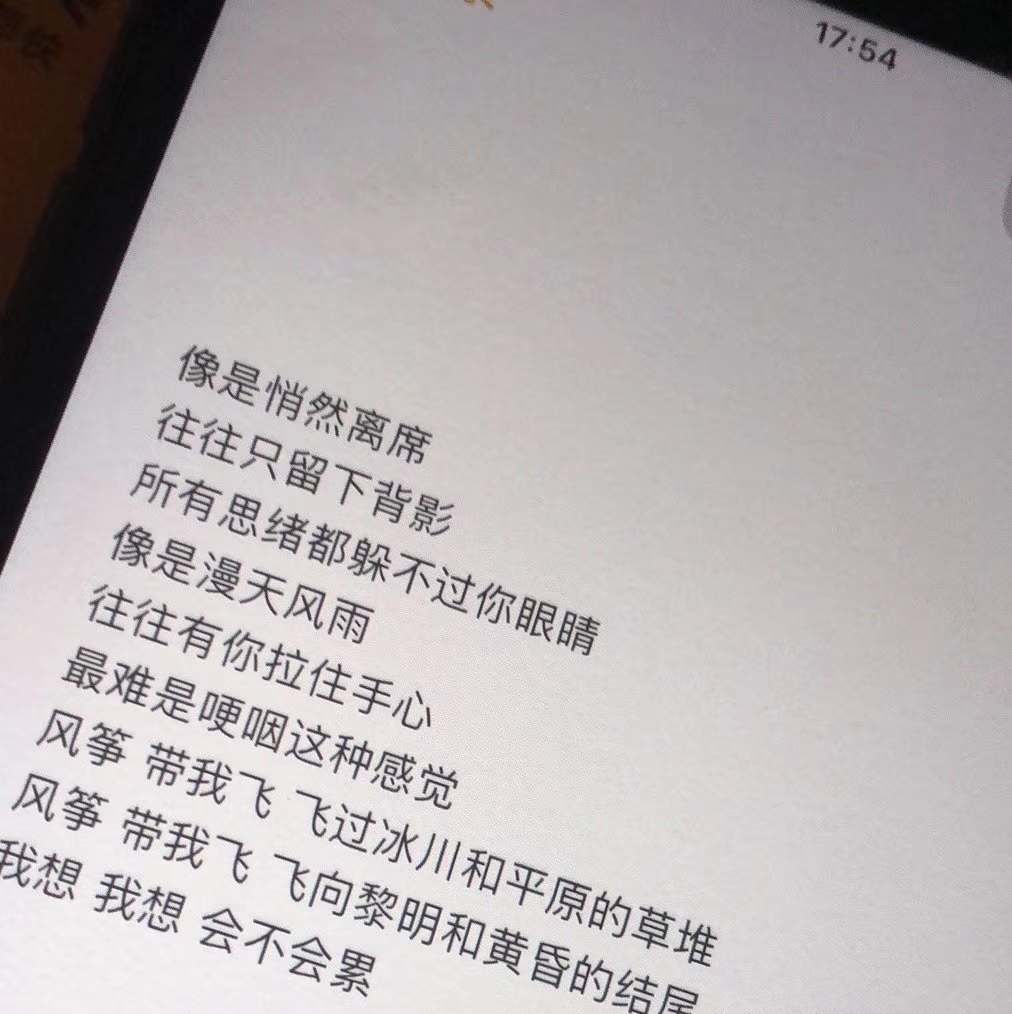 17:54
像是悄然离席
往往只留下背影
所有思绪都躲不过你眼睛
像是漫天风雨
往往有你拉住手心
最难是哽咽这种感觉
风筝 带我飞 飞过冰川和平原的草堆
风筝 带我飞 飞向黎明和黄昏的结尾
我想 我想 会不会累